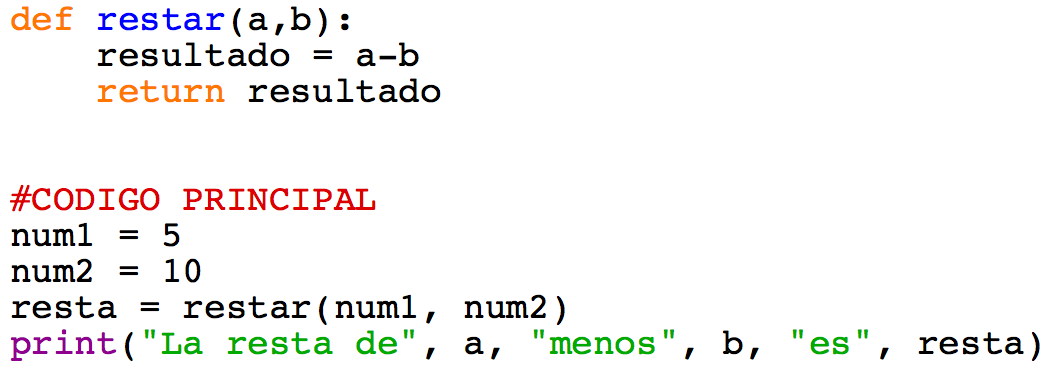 def restar(a,b):
    resultado = a-b
    return resultado
#CODIGO PRINCIPAL
num1 = 5
num2 = 10
resta = restar(num1, num2)
print("La resta de", a, "menos", b, "es", resta)